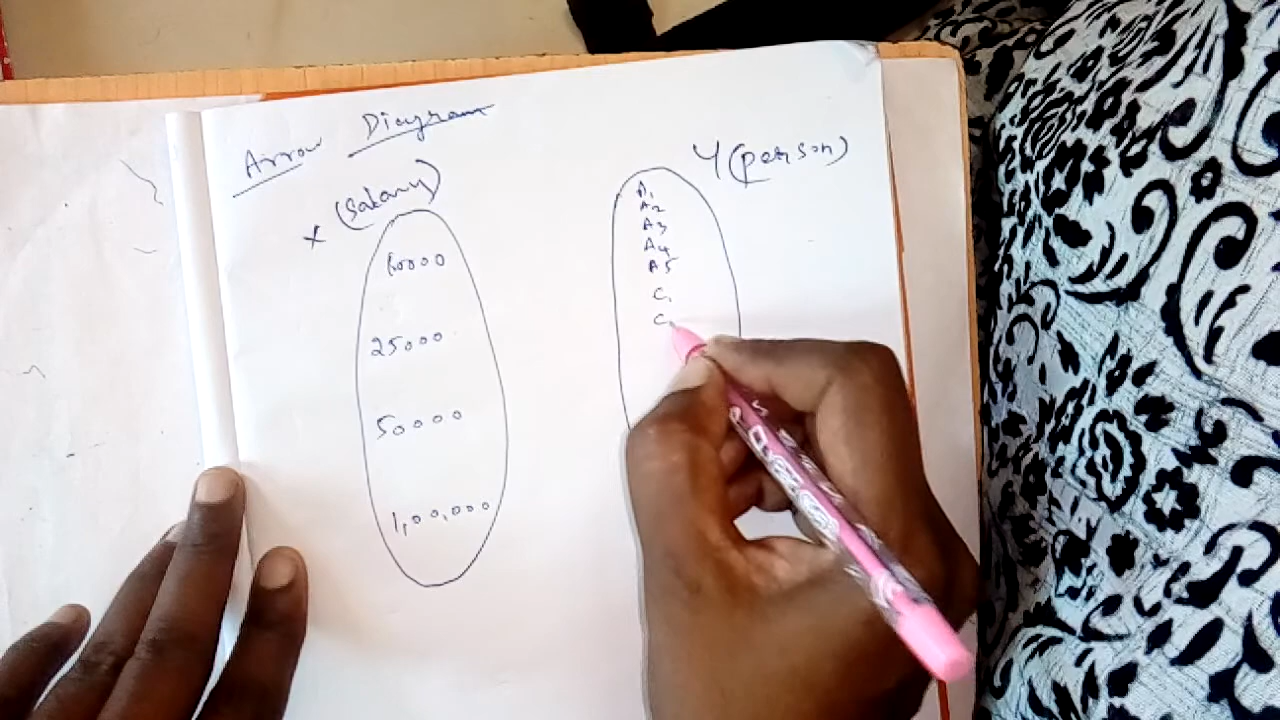 Arrow Diagram
X (Salary)
10000
25000
50000
1,00,000
Y (person)
A1
A2
A3
A4
A5
C1
C